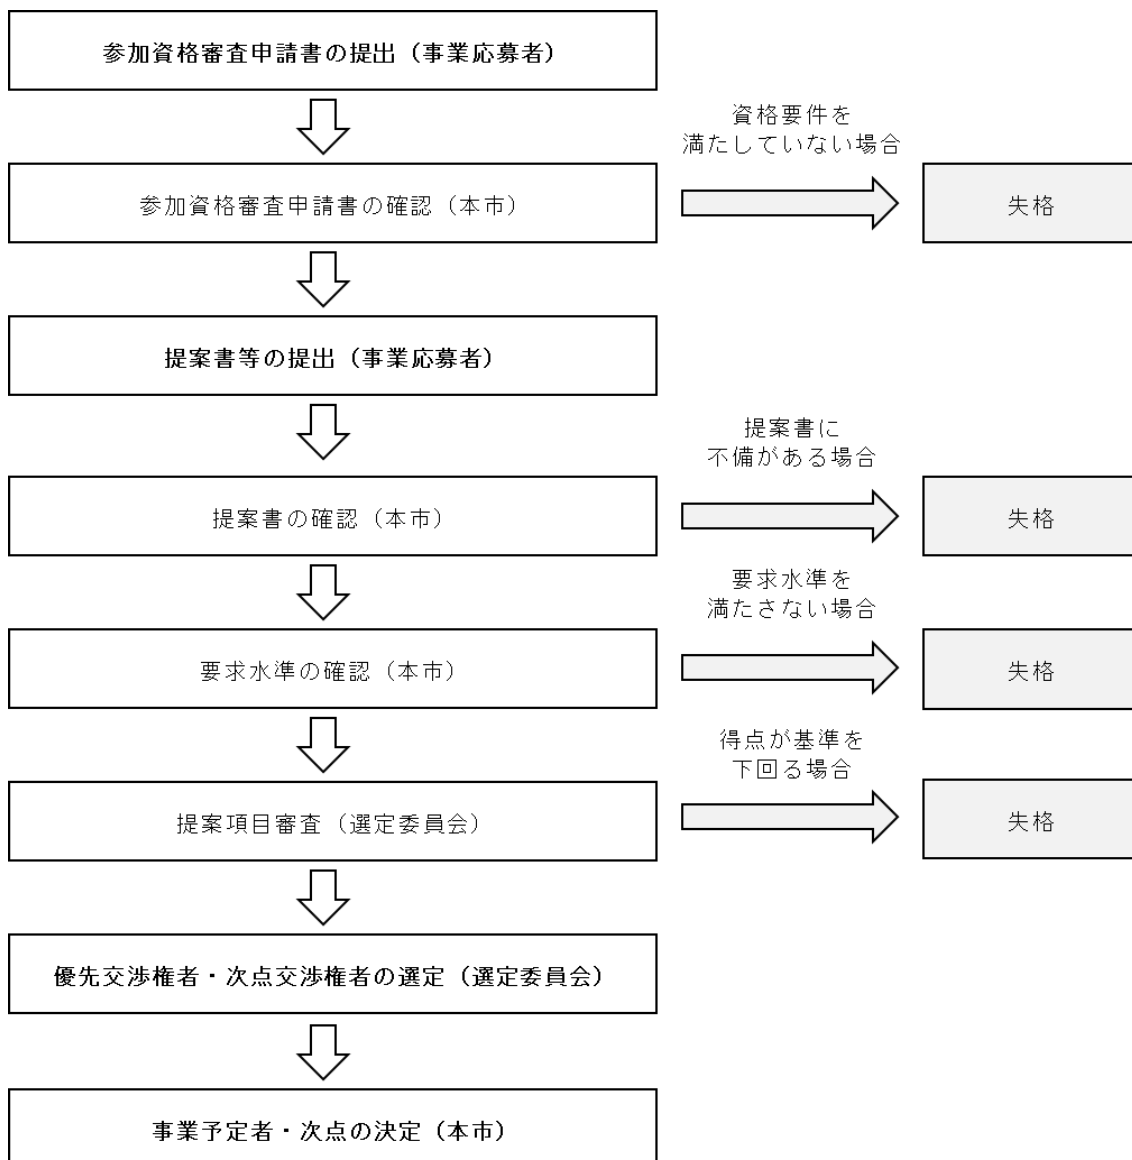 参加資格審査申請書の提出（事業応募者）
資格要件を
満たしていない場合
参加資格審査申請書の確認（本市）
失格
提案書等の提出（事業応募者）
提案書に
不備がある場合
提案書の確認（本市）
失格
要求水準を
満たさない場合
要求水準の確認（本市）
失格
得点が基準を
下回る場合
提案項目審査（選定委員会）
失格
優先交渉権者・次点交渉権者の選定（選定委員会）
事業予定者・次点の決定（本市）